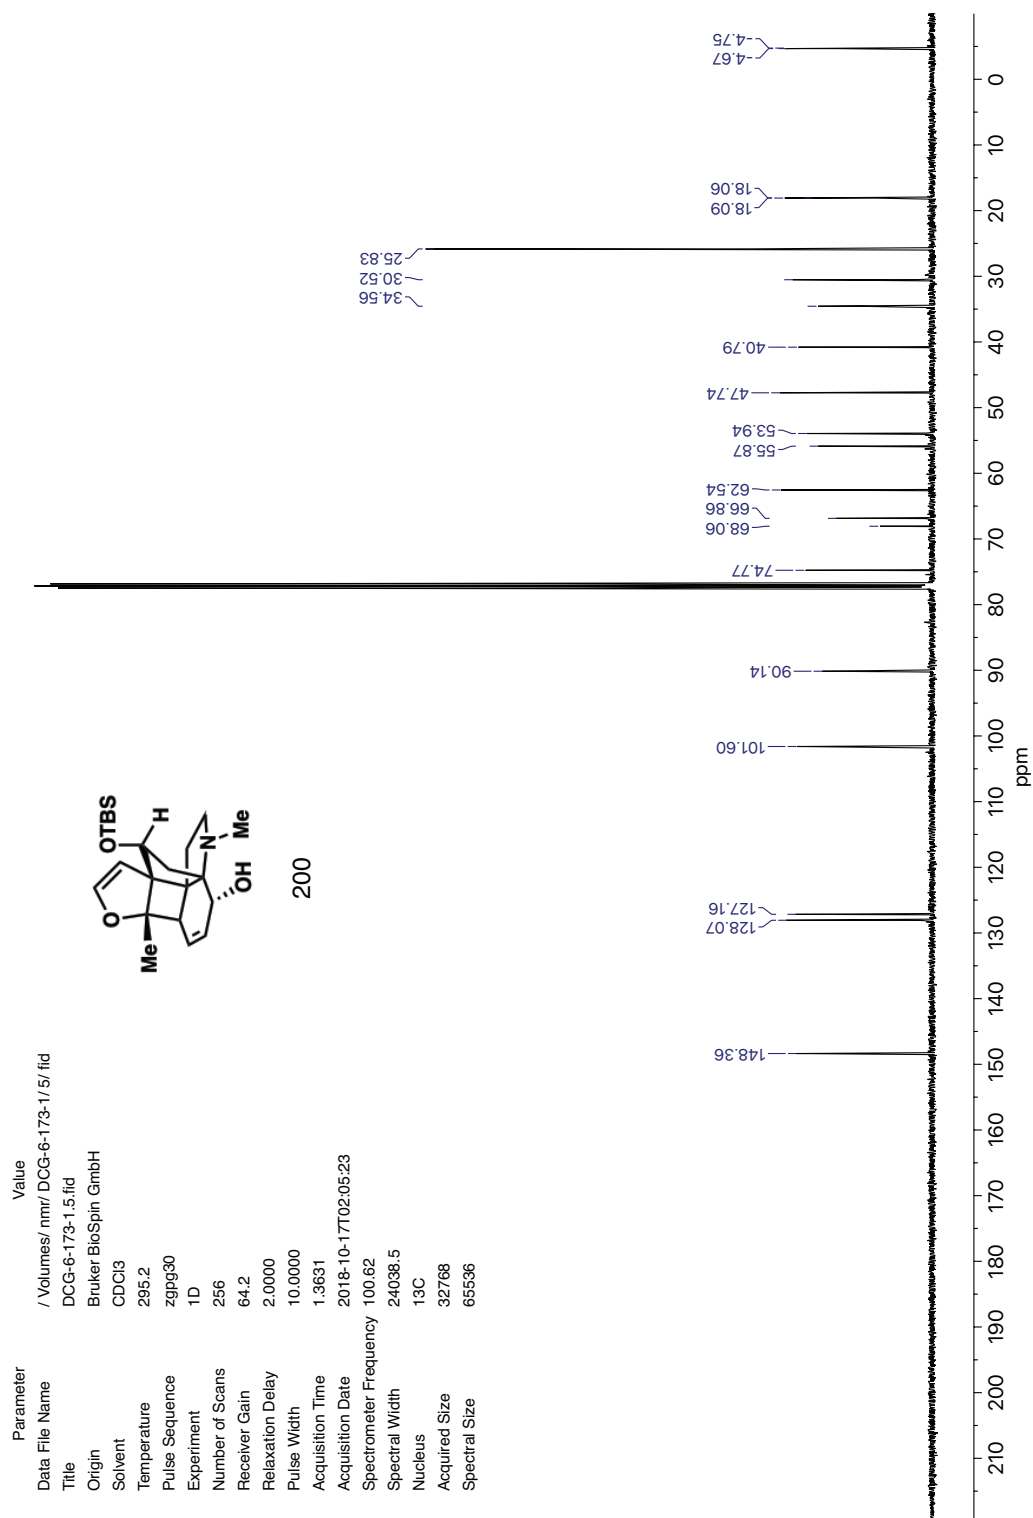 Parameter Value
Data File Name / Volumes/ nmr/ DCG-6-173-1/ 5/ fid
Title DCG-6-173-1.5.fid
Origin Bruker BioSpin GmbH
Solvent CDCl3
Temperature 295.2
Pulse Sequence zgpg30
Experiment 1D
Number of Scans 256
Receiver Gain 64.2
Relaxation Delay 2.0000
Pulse Width 10.0000
Acquisition Time 1.3631
Acquisition Date 2018-10-17T02:05:23
Spectrometer Frequency 100.62
Spectral Width 24038.5
Nucleus 13C
Acquired Size 32768
Spectral Size 65536
OTBS
H
O
Me
N
Me
OH
200
148.36
128.07
127.16
101.60
90.14
74.77
68.06
66.86
62.54
55.87
53.94
47.74
40.79
34.56
30.52
25.83
18.09
18.06
-4.67
-4.75
210 200 190 180 170 160 150 140 130 120 110 100 90 80 70 60 50 40 30 20 10 0
ppm